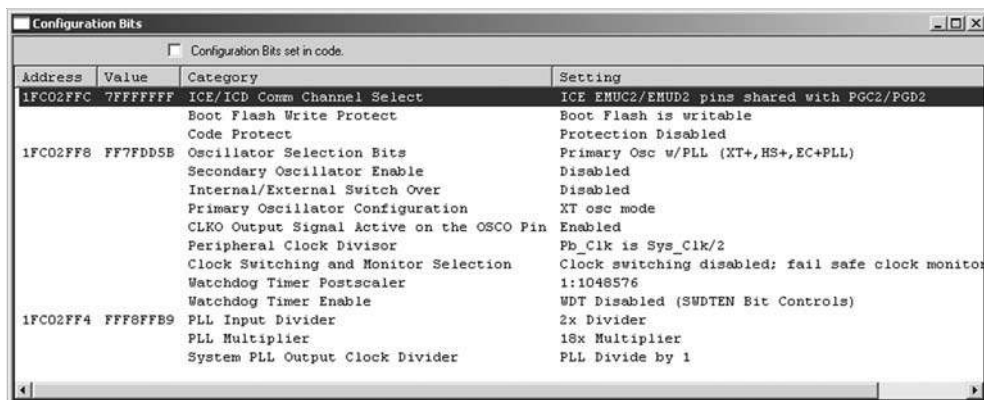 Configuration Bits
Configuration Bits set in code.
Address Value Category Setting
1FC02FFC 7FFFFFFF ICE/ICD Comm Channel Select ICE EMUC2/EMUD2 pins shared with PGC2/PGD2
Boot Flash Write Protect Boot Flash is writable
Code Protect Protection Disabled
1FC02FF8 FF7FDD5B Oscillator Selection Bits Primary Osc w/PLL (XT+,HS+,EC+PLL)
Secondary Oscillator Enable Disabled
Internal/External Switch Over Disabled
Primary Oscillator Configuration XT osc mode
CLKO Output Signal Active on the OSCO Pin Enabled
Peripheral Clock Divisor Pb_Clk is Sys_Clk/2
Clock Switching and Monitor Selection Clock switching disabled; fail safe clock monitor
Watchdog Timer Postscaler 1:1048576
Watchdog Timer Enable WDT Disabled (SWDTEN Bit Controls)
1FC02FF4 FFF8FFB9 PLL Input Divider 2x Divider
PLL Multiplier 18x Multiplier
System PLL Output Clock Divider PLL Divide by 1